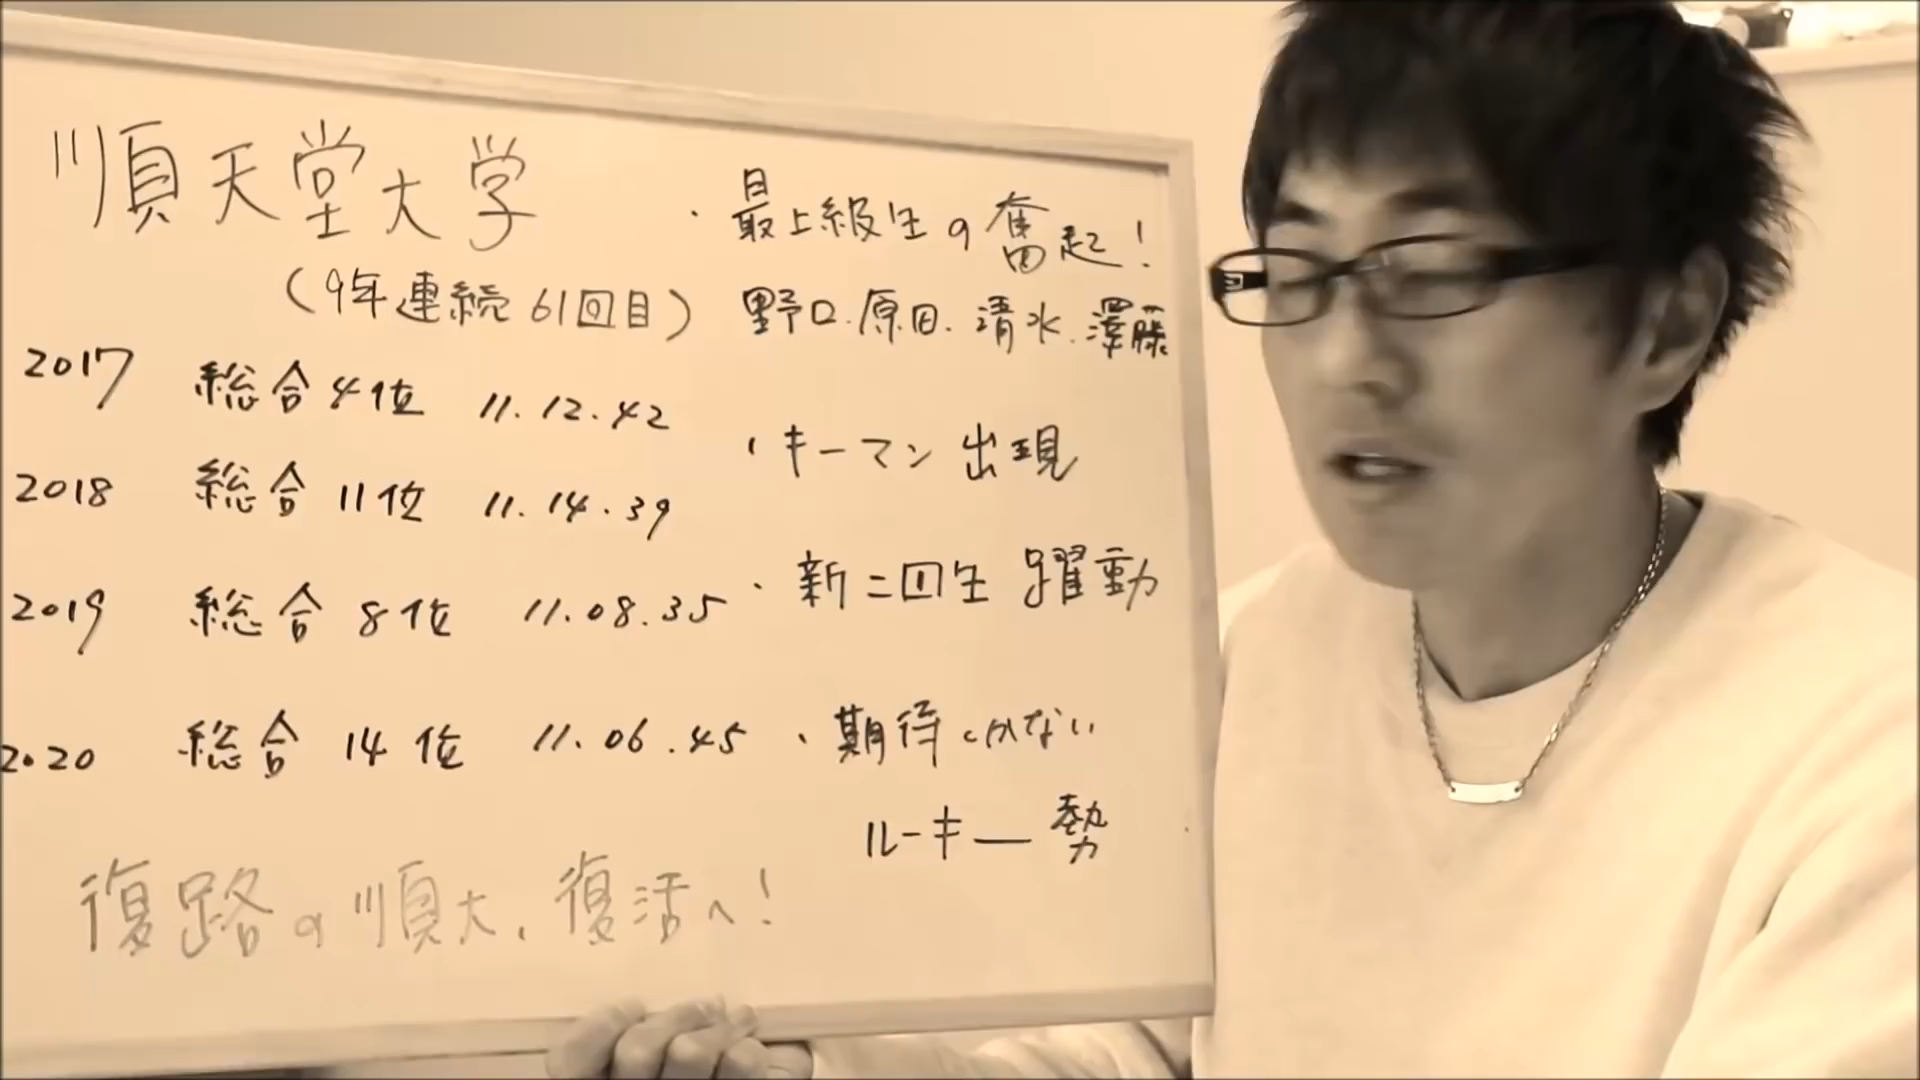 順天堂大学
(9年連続61回目)
2017 総合4位 11.12.42
2018 総合11位 11.14.39
2019 総合8位 11.08.35
2020 総合14位 11.06.45
復路の順大、復活へ!
・最上級生の奮起!
野口.原田.清水.澤藤
・キーマン出現
・新二回生躍動
・期待しかない
ルーキー勢